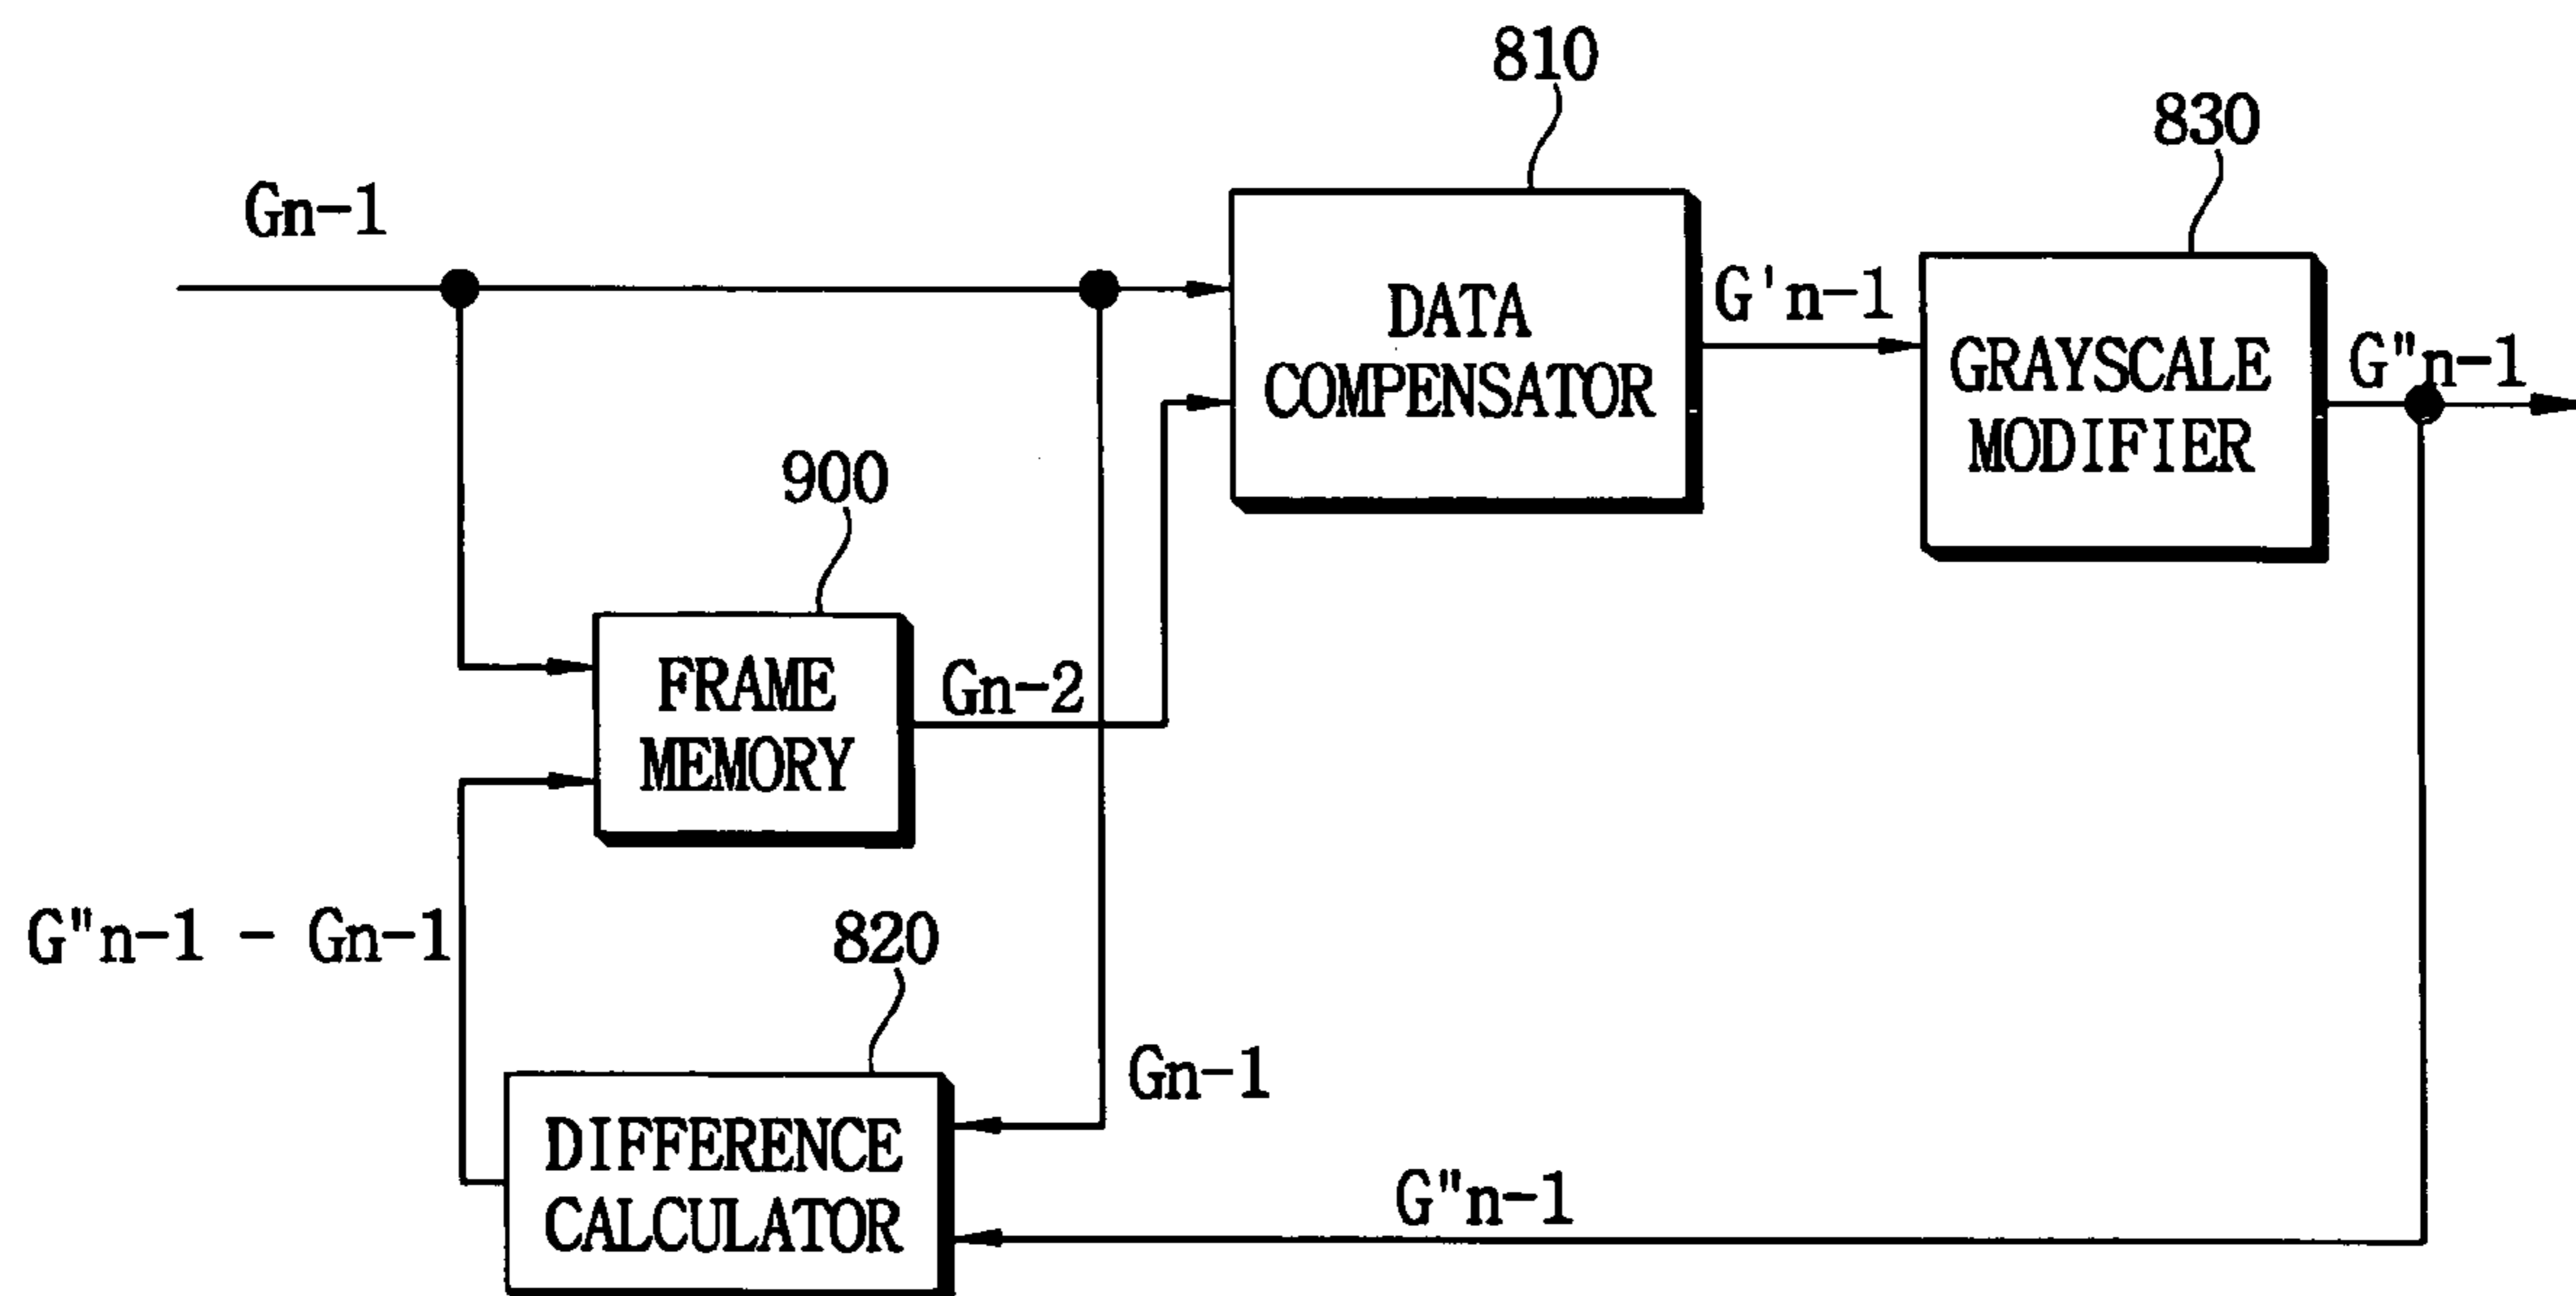 810
830
Gn-1
DATA
COMPENSATOR
G'n-1
GRAYSCALE
MODIFIER
G"n-1
900
FRAME
MEMORY
Gn-2
G"n-1 - Gn-1
820
Gn-1
DIFFERENCE
CALCULATOR
G"n-1